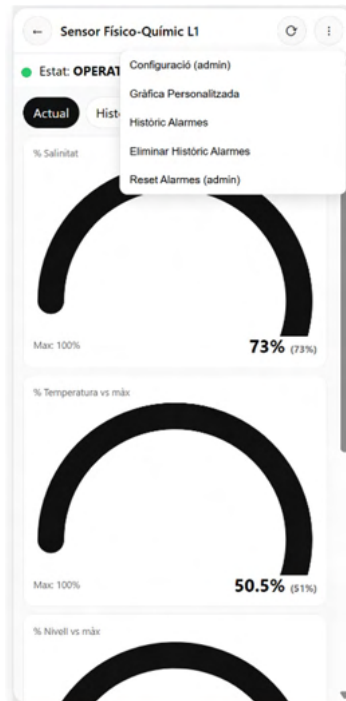 Sensor Físico-Químic L1
Estat: OPERAT
Configuració (admin)
Gràfica Personalitzada
Històric Alarmes
Eliminar Històric Alarmes
Reset Alarmes (admin)
Actual
Hist
% Salinitat
Max: 100%
73% (73%)
% Temperatura vs màx
Max: 100%
50.5% (51%)
% Nivell vs màx